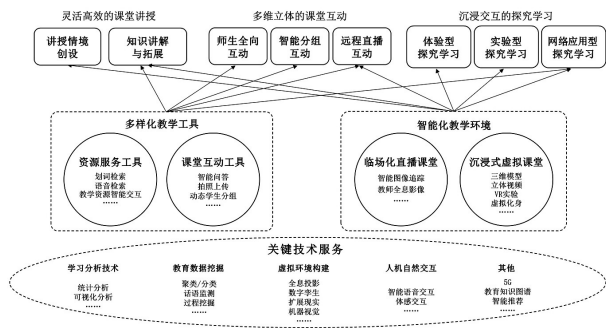 灵活高效的课堂讲授
多维立体的课堂互动
沉浸交互的探究学习
讲授情境
创设
知识讲解
与拓展
师生全向
互动
智能分组
互动
远程直播
互动
体验型
探究学习
实验型
探究学习
网络应用型
探究学习
多样化教学工具
资源服务工具
划词检索
语音检索
教学资源智能交互
……
课堂互动工具
智能问答
拍照上传
动态学生分组
……
智能化教学环境
临场化直播课堂
智能图像追踪
教师全息影像
……
沉浸式虚拟课堂
三维模型
立体视频
VR实验
虚拟化身
……
关键技术服务
学习分析技术
统计分析
可视化分析
……
教育数据挖掘
聚类/分类
话语监测
过程挖掘
……
虚拟环境构建
全息投影
数字孪生
扩展现实
机器视觉
……
人机自然交互
智能语音交互
体感交互
……
其他
5G
教育知识图谱
智能推荐
……